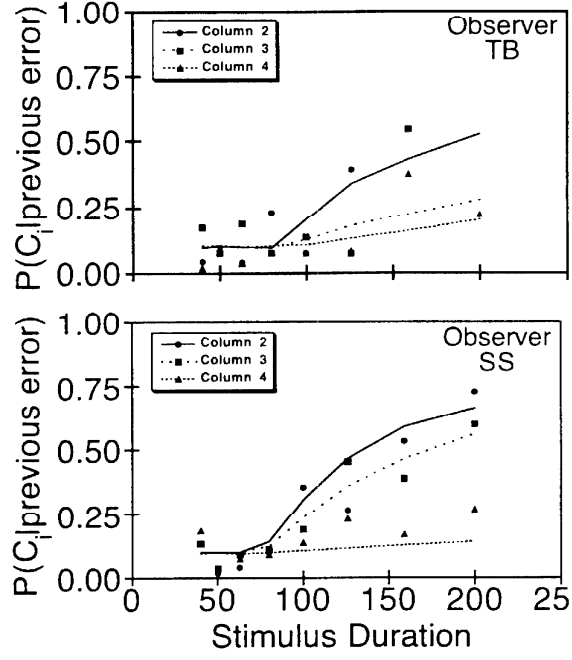 1.00
0.75
0.50
0.25
0.00
P(Ci|previous error)
Column 2
Column 3
Column 4
Observer
TB
1.00
0.75
0.50
0.25
0.00
P(Ci|previous error)
Column 2
Column 3
Column 4
Observer
SS
0 50 100 150 200 25
Stimulus Duration